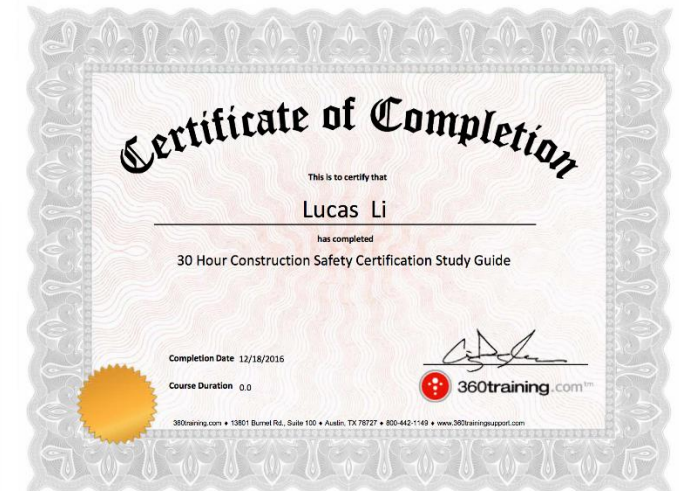 Certificate of Completion
This is to certify that
Lucas Li
has completed
30 Hour Construction Safety Certification Study Guide
Completion Date 12/18/2016
Course Duration 0.0
360training.com™
360training.com ♦ 13801 Burnet Rd., Suite 100 ♦ Austin, TX 78727 ♦ 800-442-1149 ♦ www.360trainingsupport.com